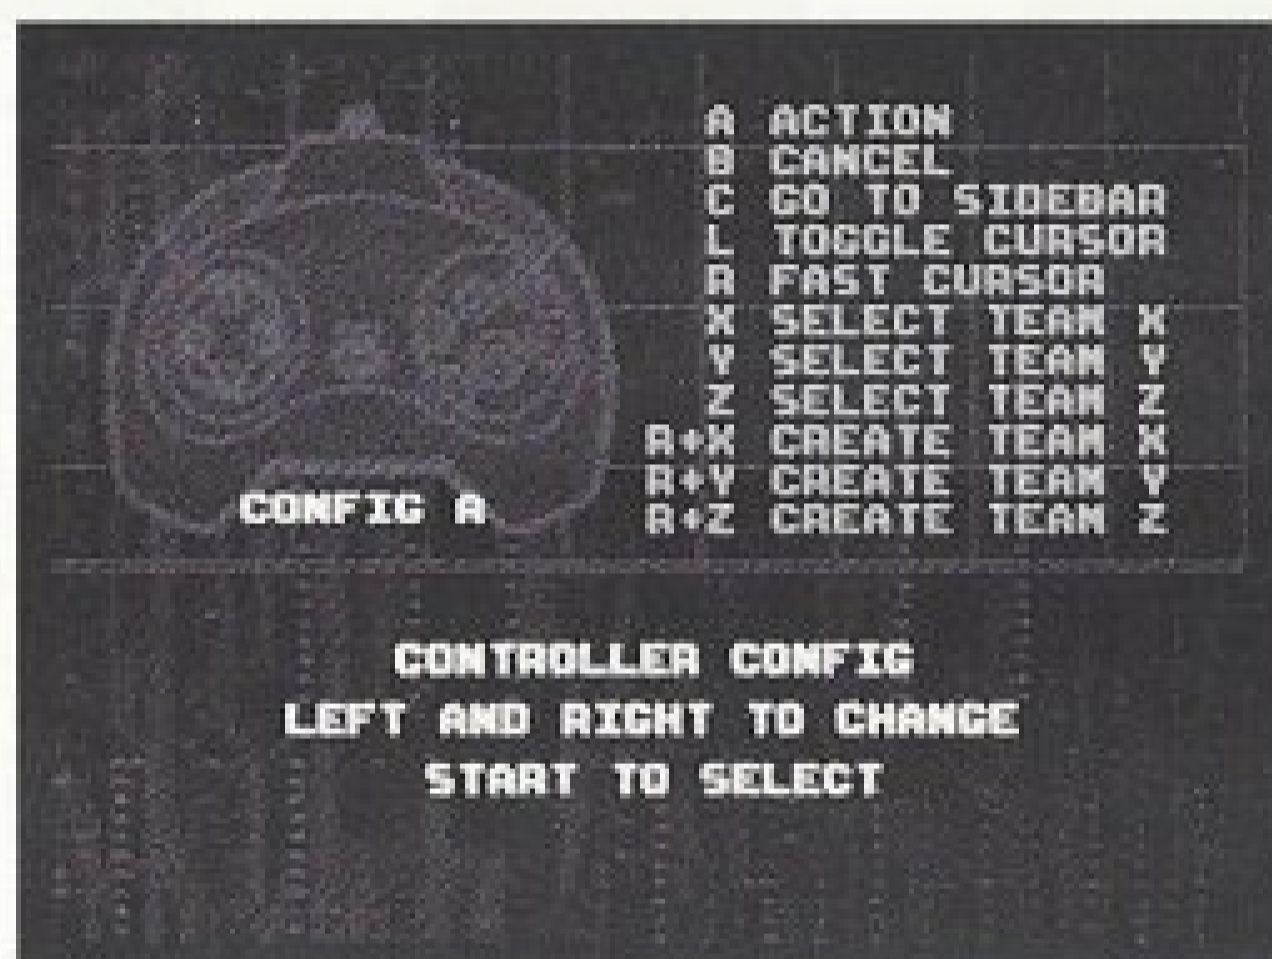 A ACTION
B CANCEL
C GO TO SIDEBAR
L TOGGLE CURSOR
R FAST CURSOR
X SELECT TEAM X
Y SELECT TEAM Y
Z SELECT TEAM Z
R+X CREATE TEAM X
R+Y CREATE TEAM Y
R+Z CREATE TEAM Z
CONFIG A
CONTROLLER CONFIG
LEFT AND RIGHT TO CHANGE
START TO SELECT